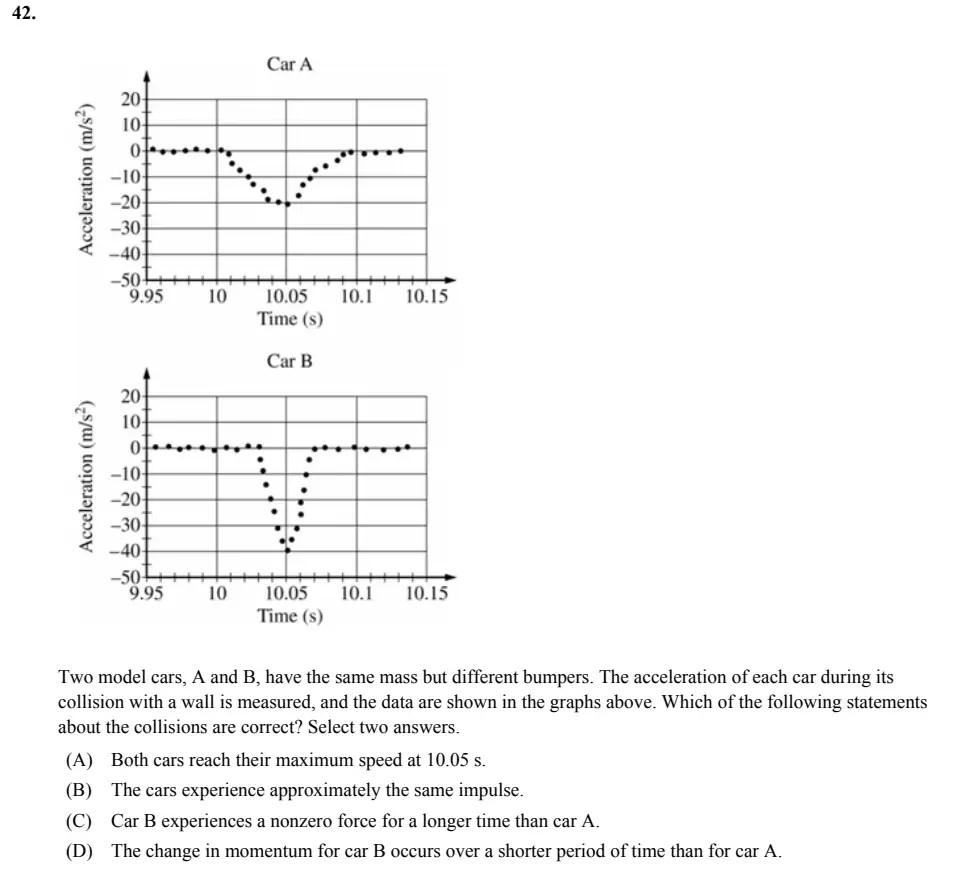 42.
Car A
Acceleration (m/s²)
20
10
0
−10
−20
−30
−40
−50
9.95 10 10.05 10.1 10.15
Time (s)
Car B
Acceleration (m/s²)
20
10
0
−10
−20
−30
−40
−50
9.95 10 10.05 10.1 10.15
Time (s)
Two model cars, A and B, have the same mass but different bumpers. The acceleration of each car during its
collision with a wall is measured, and the data are shown in the graphs above. Which of the following statements
about the collisions are correct? Select two answers.
(A) Both cars reach their maximum speed at 10.05 s.
(B) The cars experience approximately the same impulse.
(C) Car B experiences a nonzero force for a longer time than car A.
(D) The change in momentum for car B occurs over a shorter period of time than for car A.